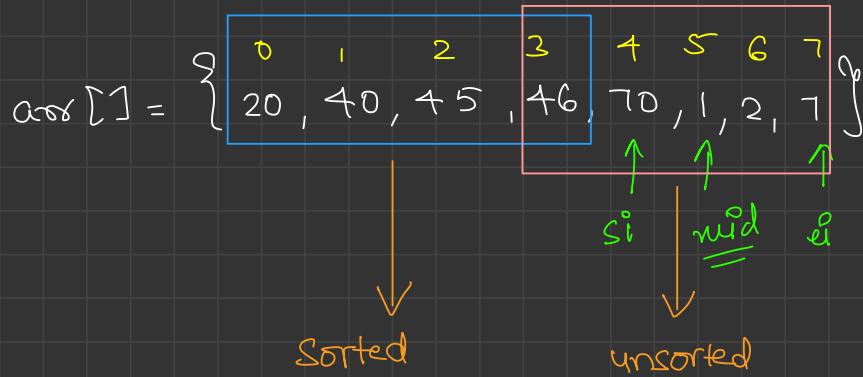 0 1 2 3 4 5 6 7
arr[] = { 20, 40, 45, 46, 70, 1, 2, 7 }
si mid ei
Sorted unsorted